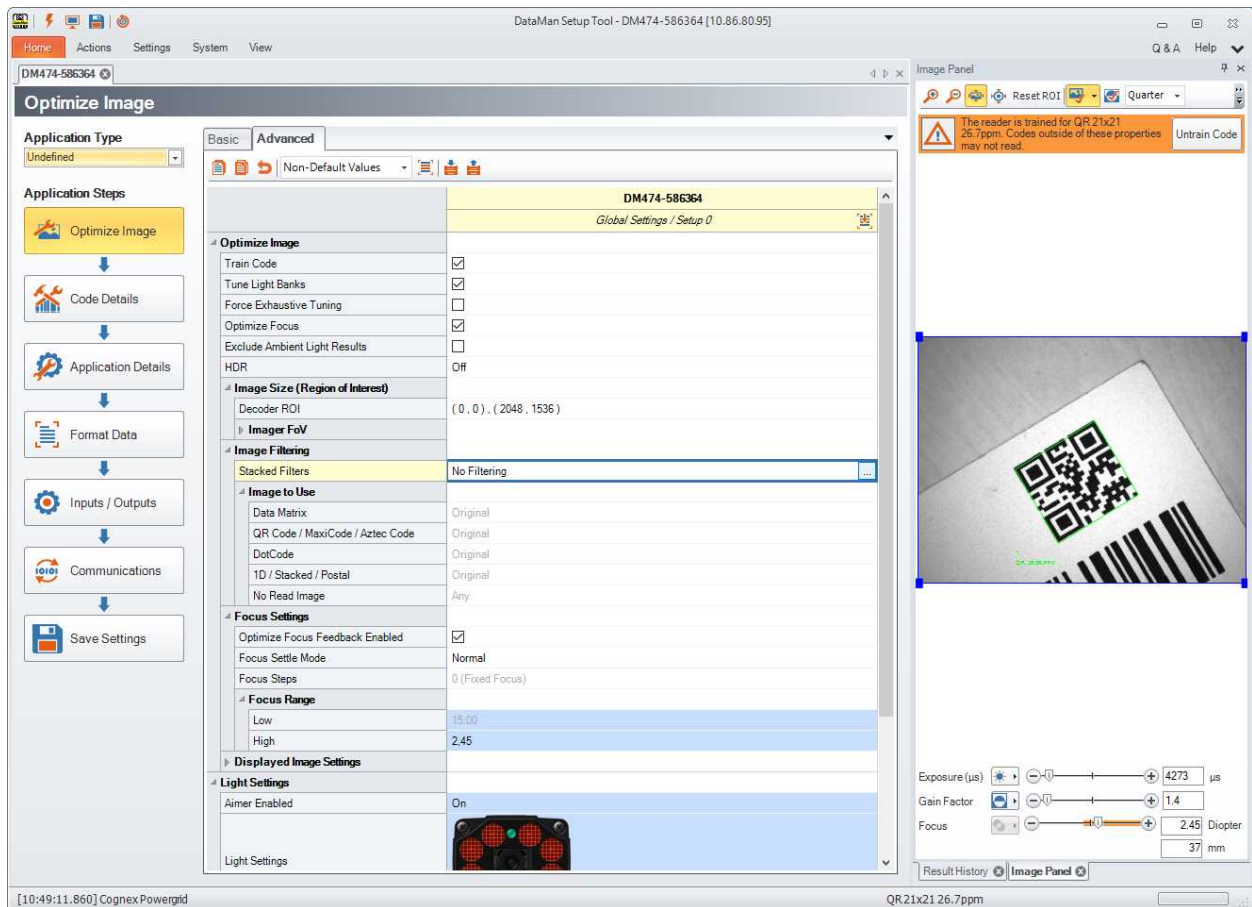 DataMan Setup Tool - DM474-586364 [10.86.80.95]
Home Actions Settings System View
Q & A Help
DM474-586364
Optimize Image
Application Type
Undefined
Application Steps
Optimize Image
Code Details
Application Details
Format Data
Inputs / Outputs
Communications
Save Settings
Basic Advanced
Non-Default Values
DM474-586364
Global Settings / Setup 0
Optimize Image
Train Code
Tune Light Banks
Force Exhaustive Tuning
Optimize Focus
Exclude Ambient Light Results
HDR Off
Image Size (Region of Interest)
Decoder ROI (0, 0), (2048, 1536)
Imager FoV
Image Filtering
Stacked Filters No Filtering ...
Image to Use
Data Matrix Original
QR Code / MaxiCode / Aztec Code Original
DotCode Original
1D / Stacked / Postal Original
No Read Image Any
Focus Settings
Optimize Focus Feedback Enabled
Focus Settle Mode Normal
Focus Steps 0 (Fixed Focus)
Focus Range
Low 15.00
High 2.45
Displayed Image Settings
Light Settings
Aimer Enabled On
Light Settings
Image Panel
Reset ROI Quarter
The reader is trained for QR 21x21
26.7ppm. Codes outside of these properties
may not read.
Untrain Code
Exposure (µs) 4273 µs
Gain Factor 1.4
Focus 2.45 Diopter
37 mm
Result History Image Panel
[10:49:11.860] Cognex Powergrid
QR 21x21 26.7ppm